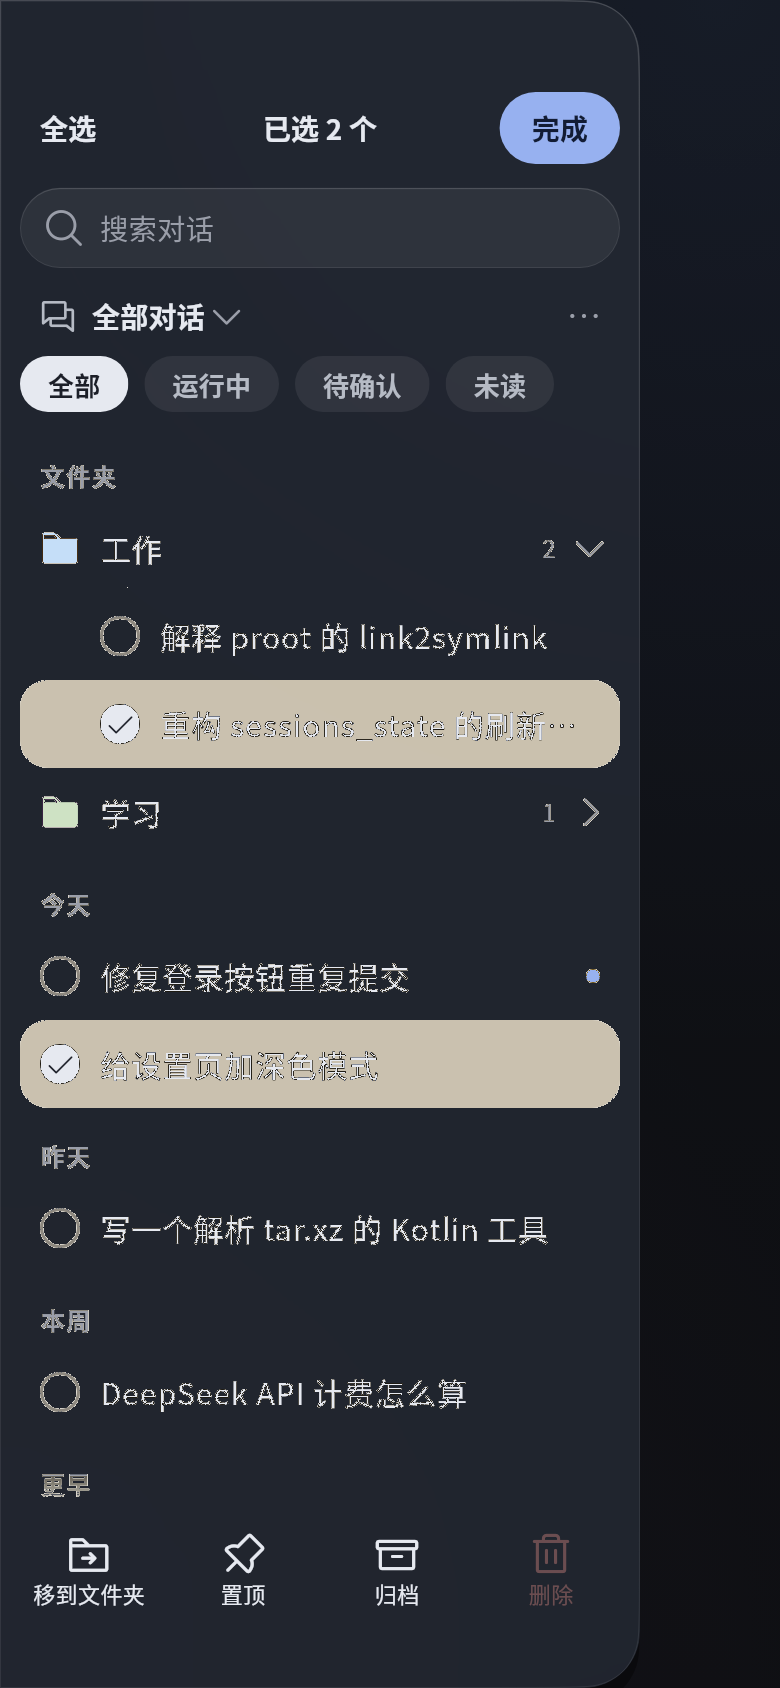 全选
已选 2 个
完成
搜索对话
全部对话
全部
运行中
待确认
未读
文件夹
工作
2
解释 proot 的 link2symlink
重构 sessions_state 的刷新…
学习
1
今天
修复登录按钮重复提交
给设置页加深色模式
昨天
写一个解析 tar.xz 的 Kotlin 工具
本周
DeepSeek API 计费怎么算
更早
移到文件夹
置顶
归档
删除